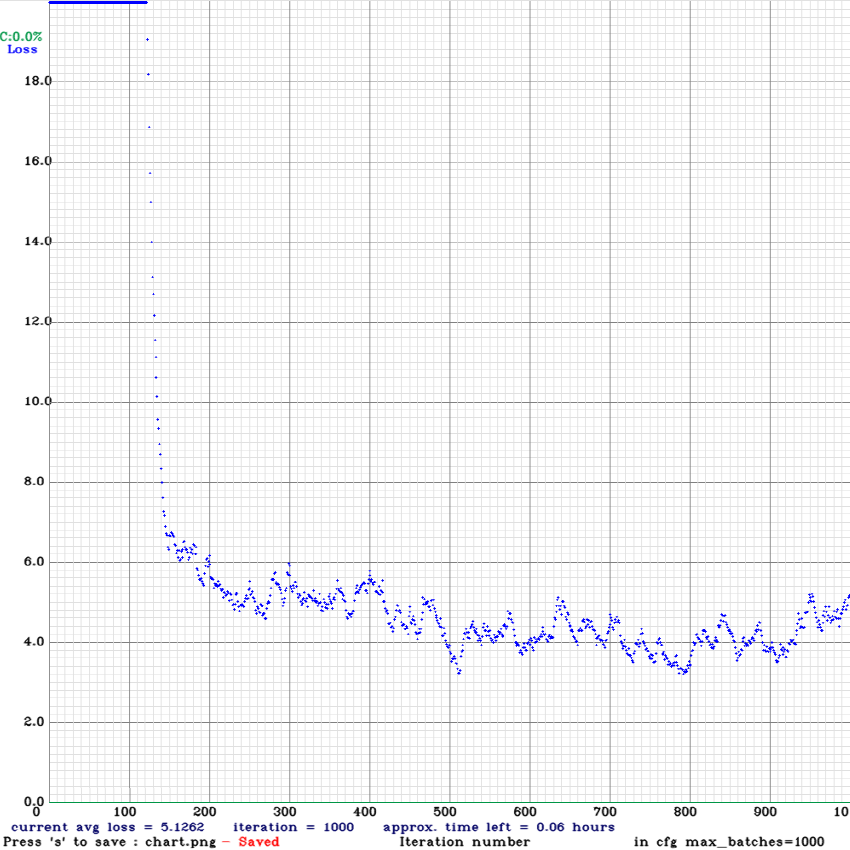 C:0.0%
Loss
18.0
16.0
14.0
12.0
10.0
8.0
6.0
4.0
2.0
0.0
0 100 200 300 400 500 600 700 800 900
current avg loss = 5.1262 iteration = 1000 approx. time left = 0.06 hours
Press 's' to save : chart.png - Saved Iteration number in cfg max_batches=1000